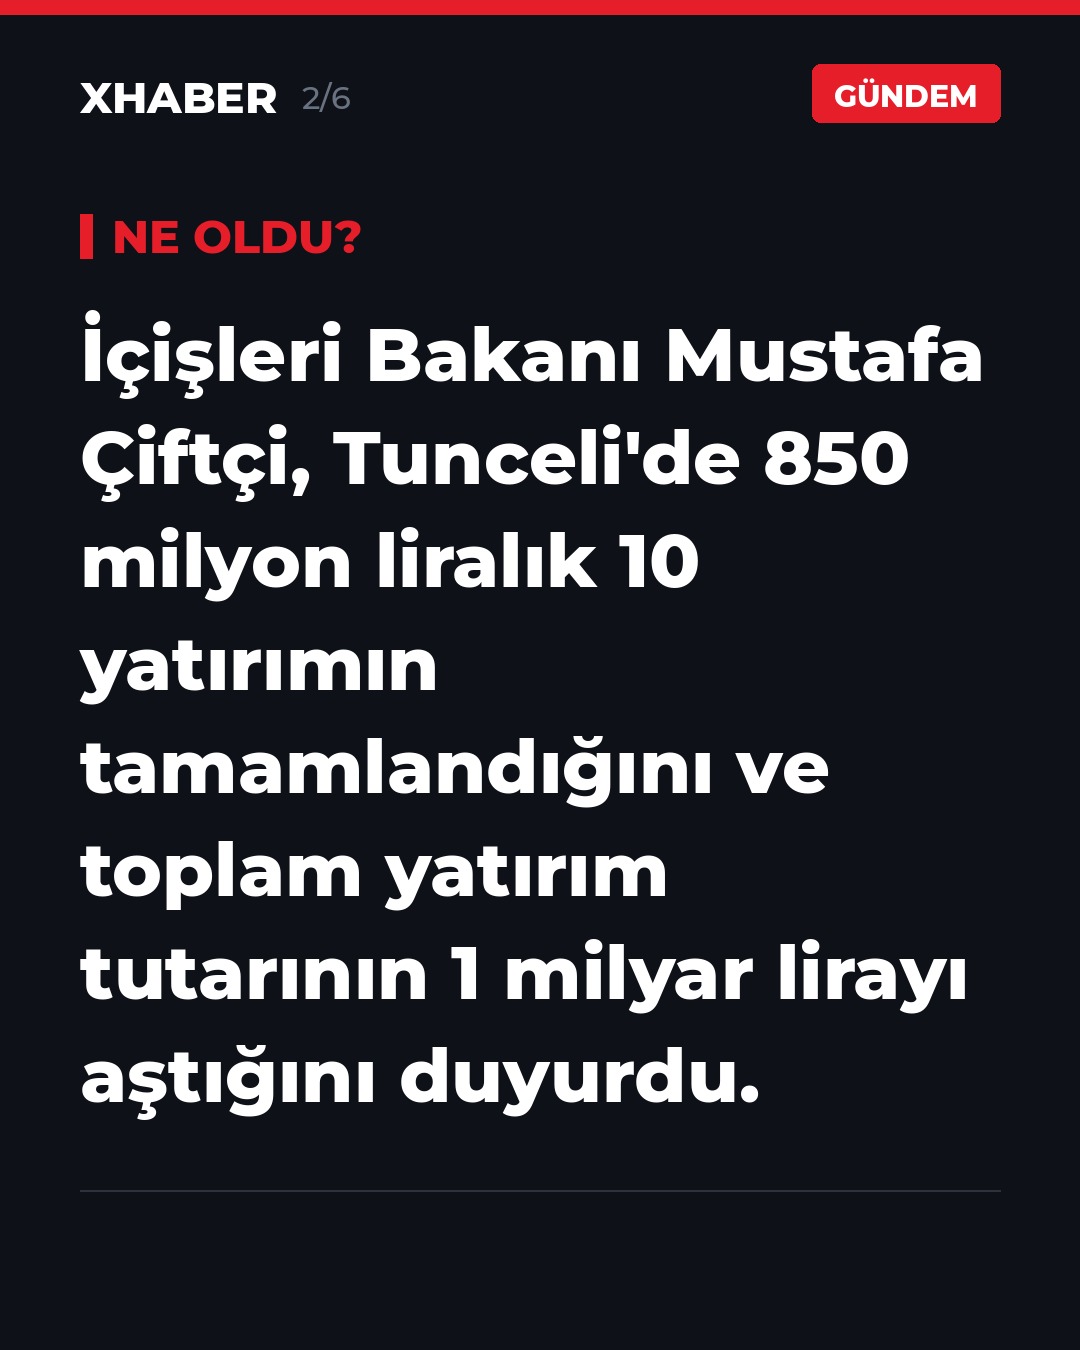 XHABER 2/6
GÜNDEM
NE OLDU?
İçişleri Bakanı Mustafa
Çiftçi, Tunceli'de 850
milyon liralık 10
yatırımın
tamamlandığını ve
toplam yatırım
tutarının 1 milyar lirayı
aştığını duyurdu.